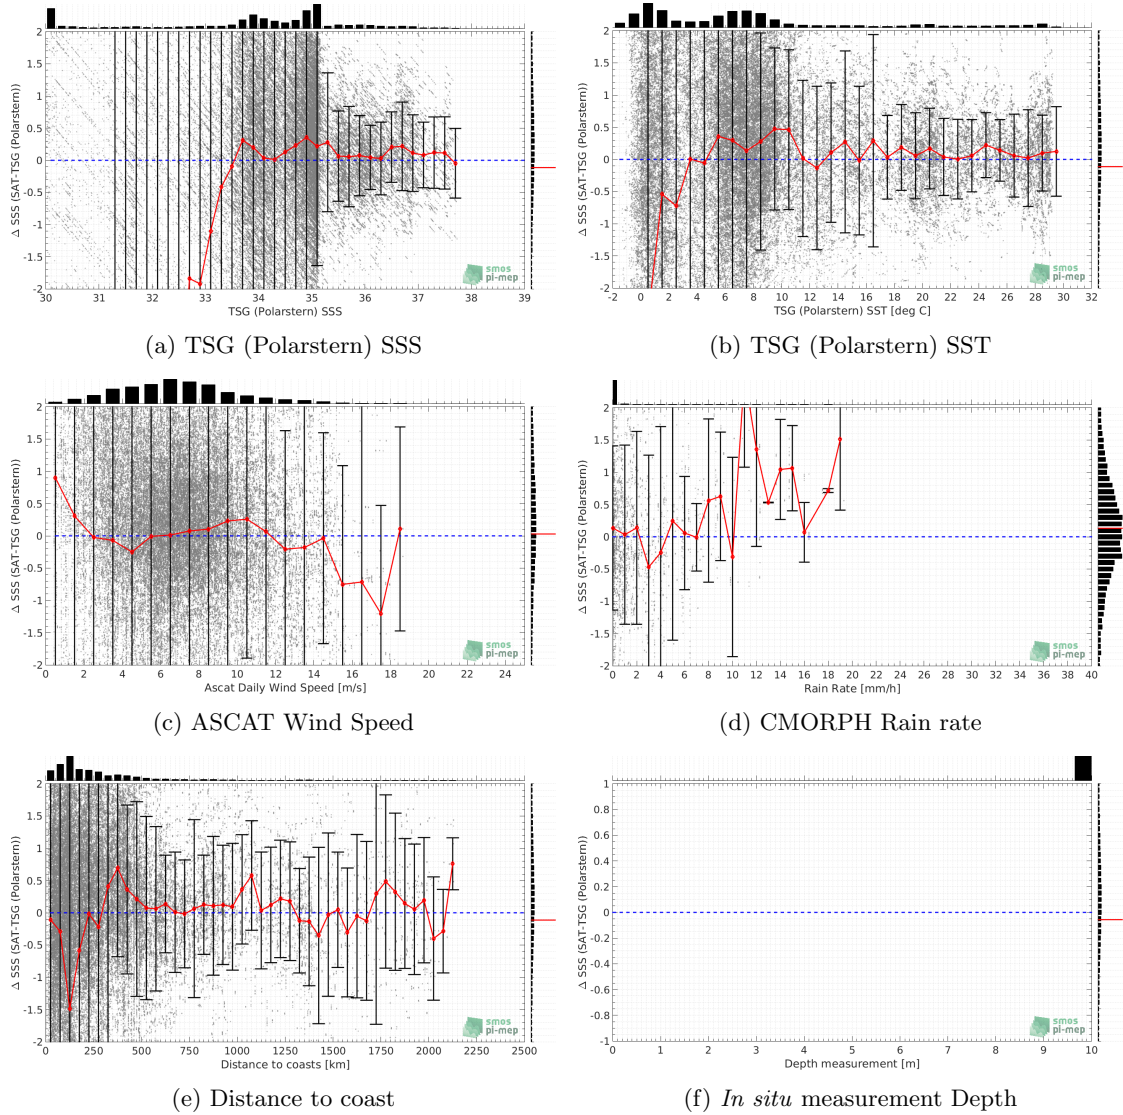 2
1.5
1
0.5
0
-0.5
-1
-1.5
-2
Δ SSS (SAT-TSG (Polarstern))
30 31 32 33 34 35 36 37 38 39
TSG (Polarstern) SSS
smos
pi-mep
(a) TSG (Polarstern) SSS
2
1.5
1
0.5
0
-0.5
-1
-1.5
-2
Δ SSS (SAT-TSG (Polarstern))
-2 0 2 4 6 8 10 12 14 16 18 20 22 24 26 28 30 32
TSG (Polarstern) SST [deg C]
smos
pi-mep
(b) TSG (Polarstern) SST
2
1.5
1
0.5
0
-0.5
-1
-1.5
-2
Δ SSS (SAT-TSG (Polarstern))
0 2 4 6 8 10 12 14 16 18 20 22 24
Ascat Daily Wind Speed [m/s]
smos
pi-mep
(c) ASCAT Wind Speed
2
1.5
1
0.5
0
-0.5
-1
-1.5
-2
Δ SSS (SAT-TSG (Polarstern))
0 2 4 6 8 10 12 14 16 18 20 22 24 26 28 30 32 34 36 38 40
Rain Rate [mm/h]
smos
pi-mep
(d) CMORPH Rain rate
2
1.5
1
0.5
0
-0.5
-1
-1.5
-2
Δ SSS (SAT-TSG (Polarstern))
0 250 500 750 1000 1250 1500 1750 2000 2250 2500
Distance to coasts [km]
smos
pi-mep
(e) Distance to coast
1
0.8
0.6
0.4
0.2
0
-0.2
-0.4
-0.6
-0.8
-1
Δ SSS (SAT-TSG (Polarstern))
0 1 2 3 4 5 6 7 8 9 10
Depth measurement [m]
smos
pi-mep
(f) In situ measurement Depth